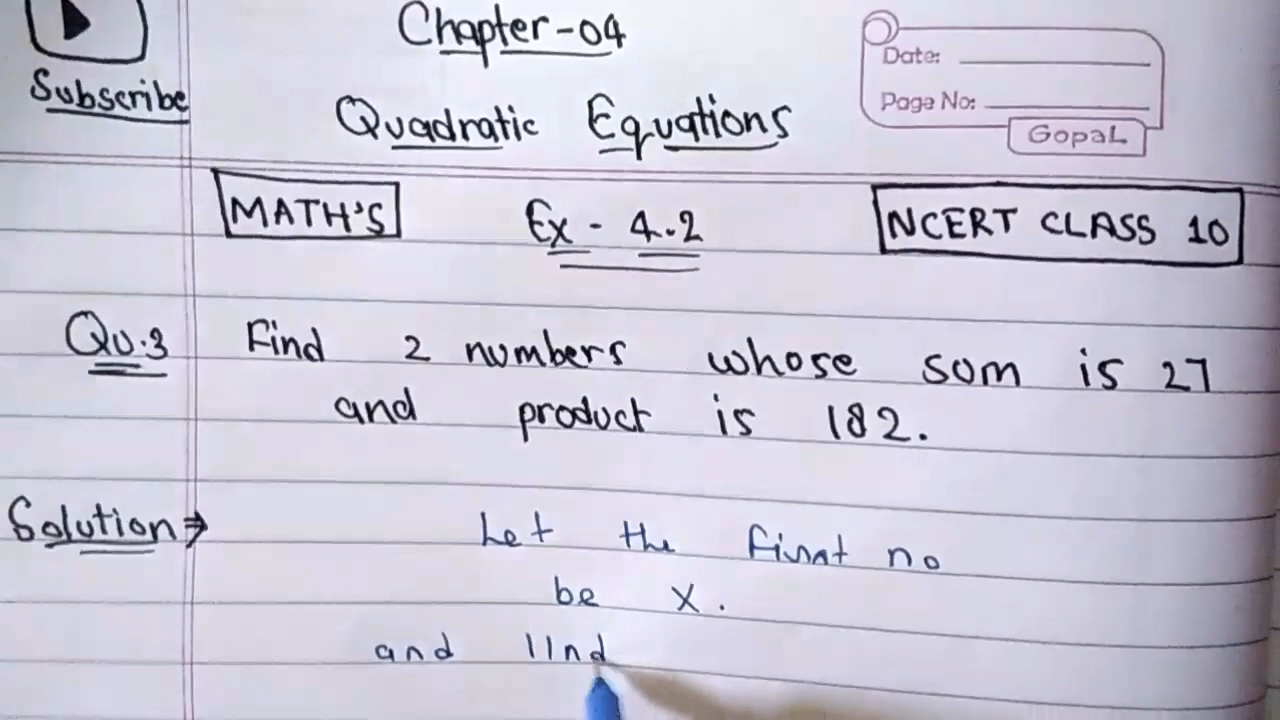 Chapter-04
Subscribe
Date:
Page No:
GopaL
Quadratic Equations
MATH'S
Ex - 4.2
NCERT CLASS 10
Qu.3 Find 2 numbers whose som is 27
and product is 182.
Solution⇒ Let the first no
be x.
and IInd